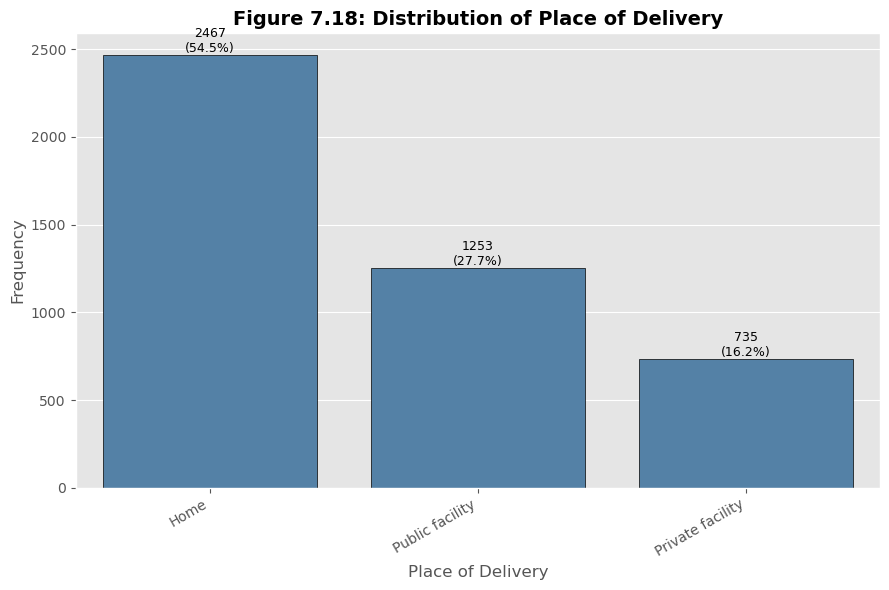 Figure 7.18: Distribution of Place of Delivery
2467
(54.5%)
1253
(27.7%)
735
(16.2%)
2500
2000
1500
1000
500
0
Frequency
Home
Public facility
Private facility
Place of Delivery